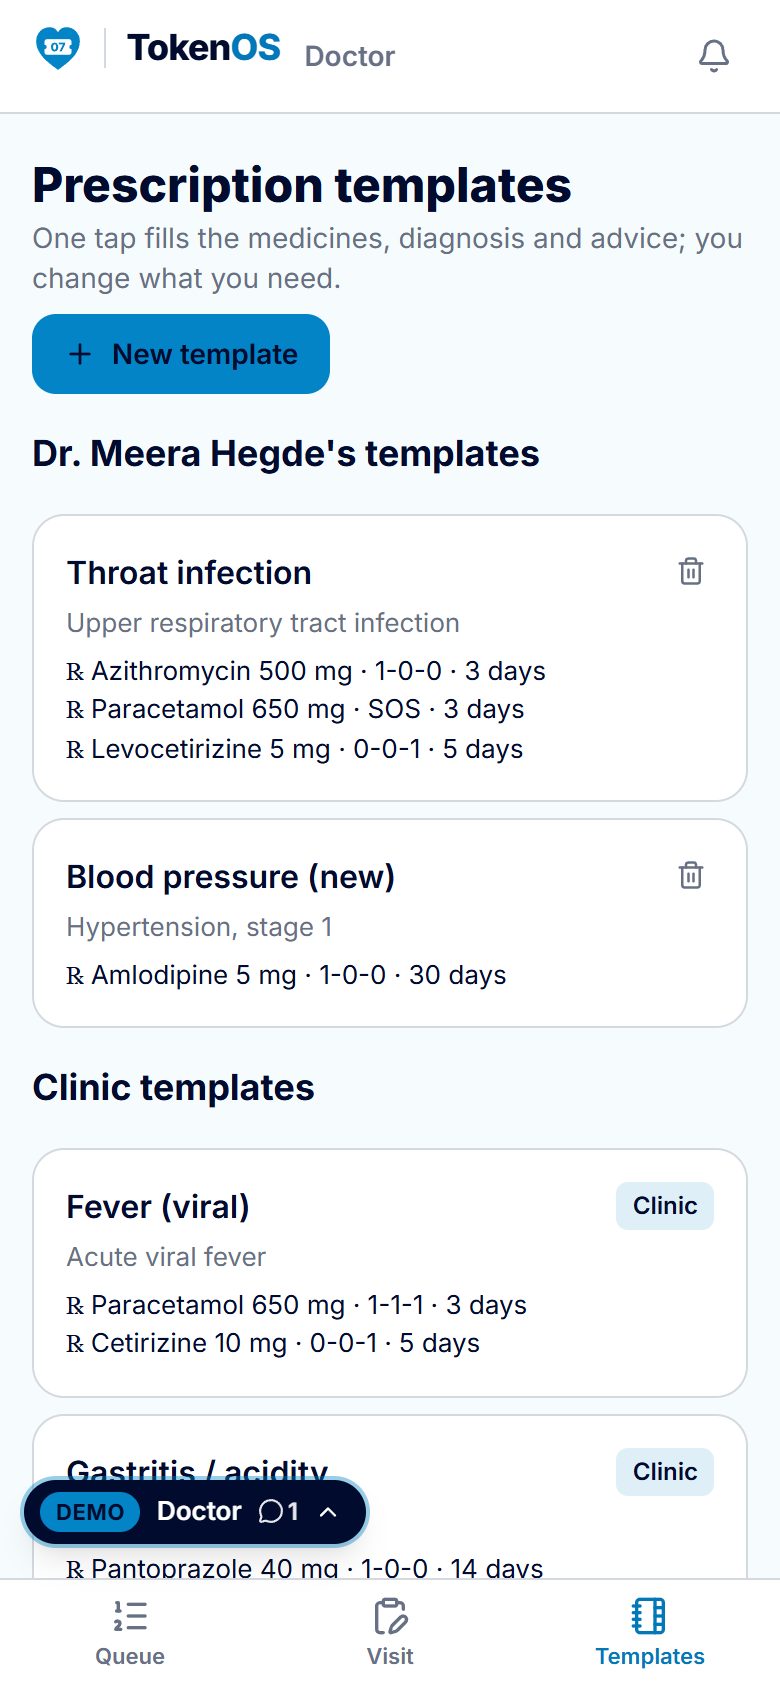 07
TokenOS Doctor
Prescription templates
One tap fills the medicines, diagnosis and advice; you
change what you need.
+ New template
Dr. Meera Hegde's templates
Throat infection
Upper respiratory tract infection
℞ Azithromycin 500 mg · 1-0-0 · 3 days
℞ Paracetamol 650 mg · SOS · 3 days
℞ Levocetirizine 5 mg · 0-0-1 · 5 days
Blood pressure (new)
Hypertension, stage 1
℞ Amlodipine 5 mg · 1-0-0 · 30 days
Clinic templates
Fever (viral) Clinic
Acute viral fever
℞ Paracetamol 650 mg · 1-1-1 · 3 days
℞ Cetirizine 10 mg · 0-0-1 · 5 days
Gastritis / acidity Clinic
DEMO Doctor 1
℞ Pantoprazole 40 mg · 1-0-0 · 14 days
Queue Visit Templates